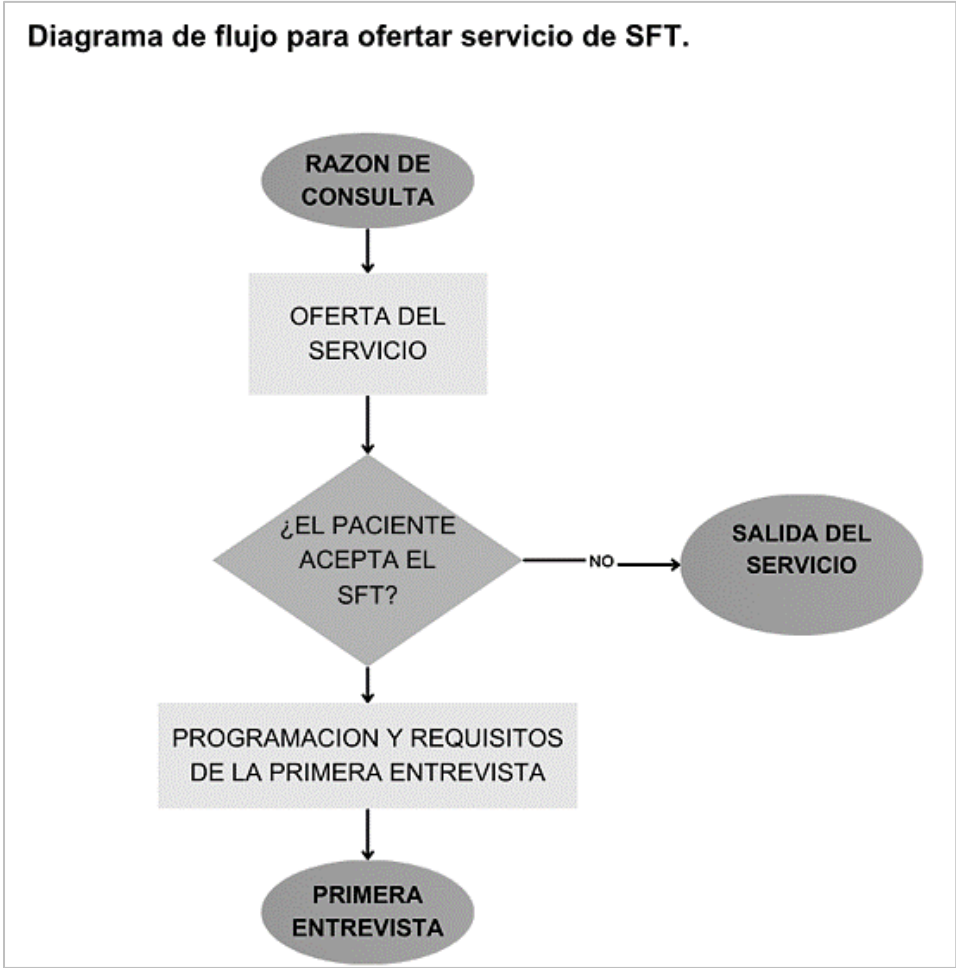 Diagrama de flujo para ofertar servicio de SFT.
RAZON DE
CONSULTA
OFERTA DEL
SERVICIO
¿EL PACIENTE
ACEPTA EL
SFT?
NO
SALIDA DEL
SERVICIO
PROGRAMACION Y REQUISITOS
DE LA PRIMERA ENTREVISTA
PRIMERA
ENTREVISTA